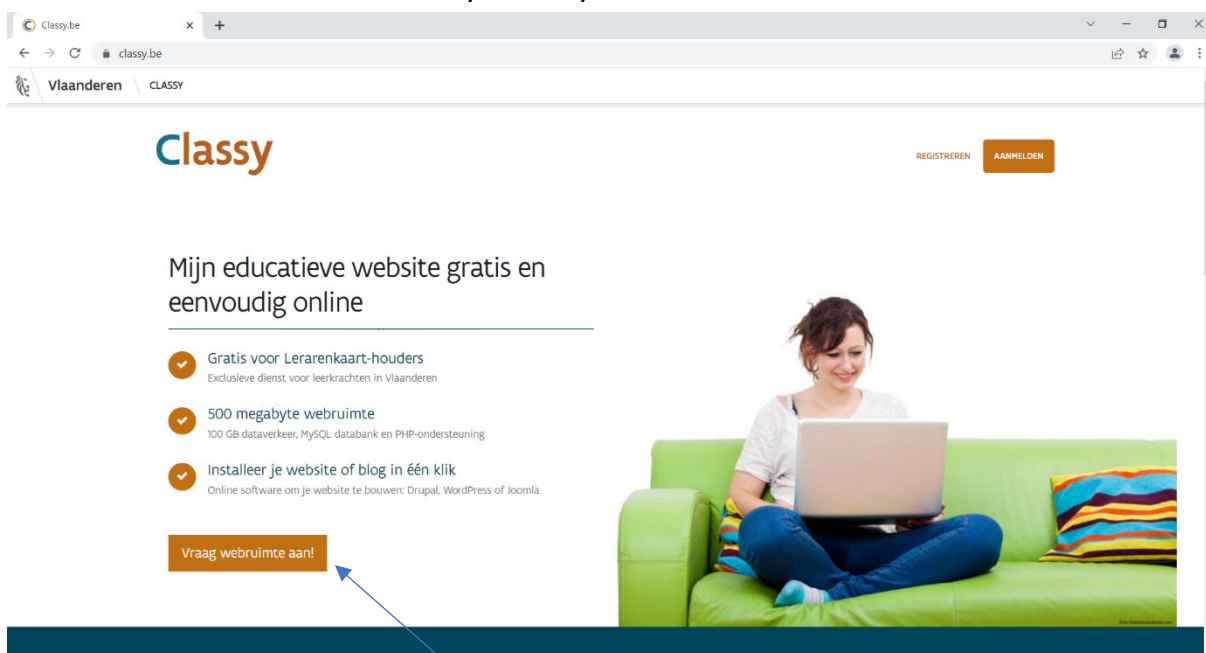 Classy.be
classy.be
Vlaanderen
CLASSY
Classy
REGISTREREN
AANMELDEN
Mijn educatieve website gratis en
eenvoudig online
Gratis voor Lerarenkaart-houders
Exclusieve dienst voor leerkrachten in Vlaanderen
500 megabyte webruimte
100 GB dataverkeer, MySQL databank en PHP-ondersteuning
Installeer je website of blog in één klik
Online software om je website te bouwen: Drupal, WordPress of Joomla
Vraag webruimte aan!